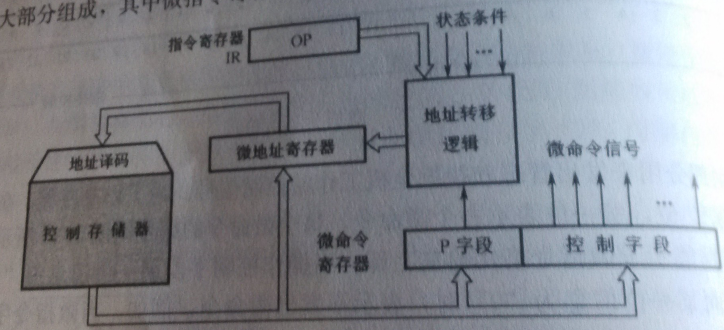 大部分组成，其中微指令寄
状态条件
指令寄存器
IR
OP
...
地址转移
逻辑
地址译码
微地址寄存器
微命令信号
控制存储器
...
微命令
寄存器
P字段
控制字段